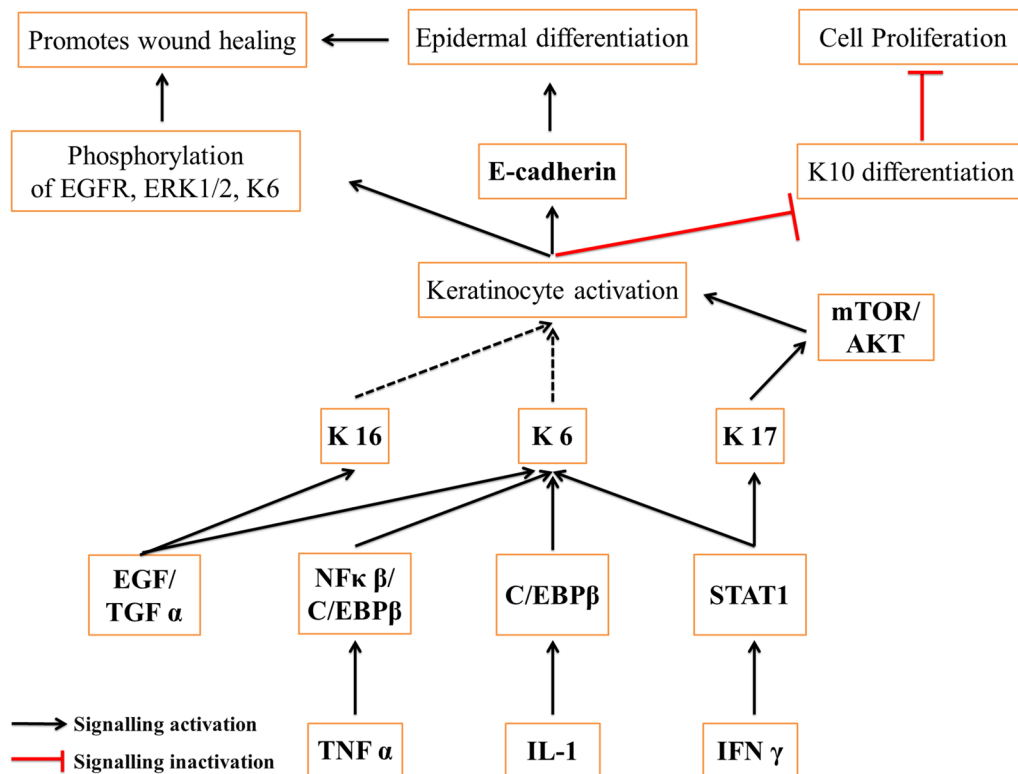 Promotes wound healing
Epidermal differentiation
Cell Proliferation
Phosphorylation
of EGFR, ERK1/2, K6
E-cadherin
K10 differentiation
Keratinocyte activation
mTOR/
AKT
K 16
K 6
K 17
EGF/
TGF α
NFκ β/
C/EBPβ
C/EBPβ
STAT1
Signalling activation
Signalling inactivation
TNF α
IL-1
IFN γ